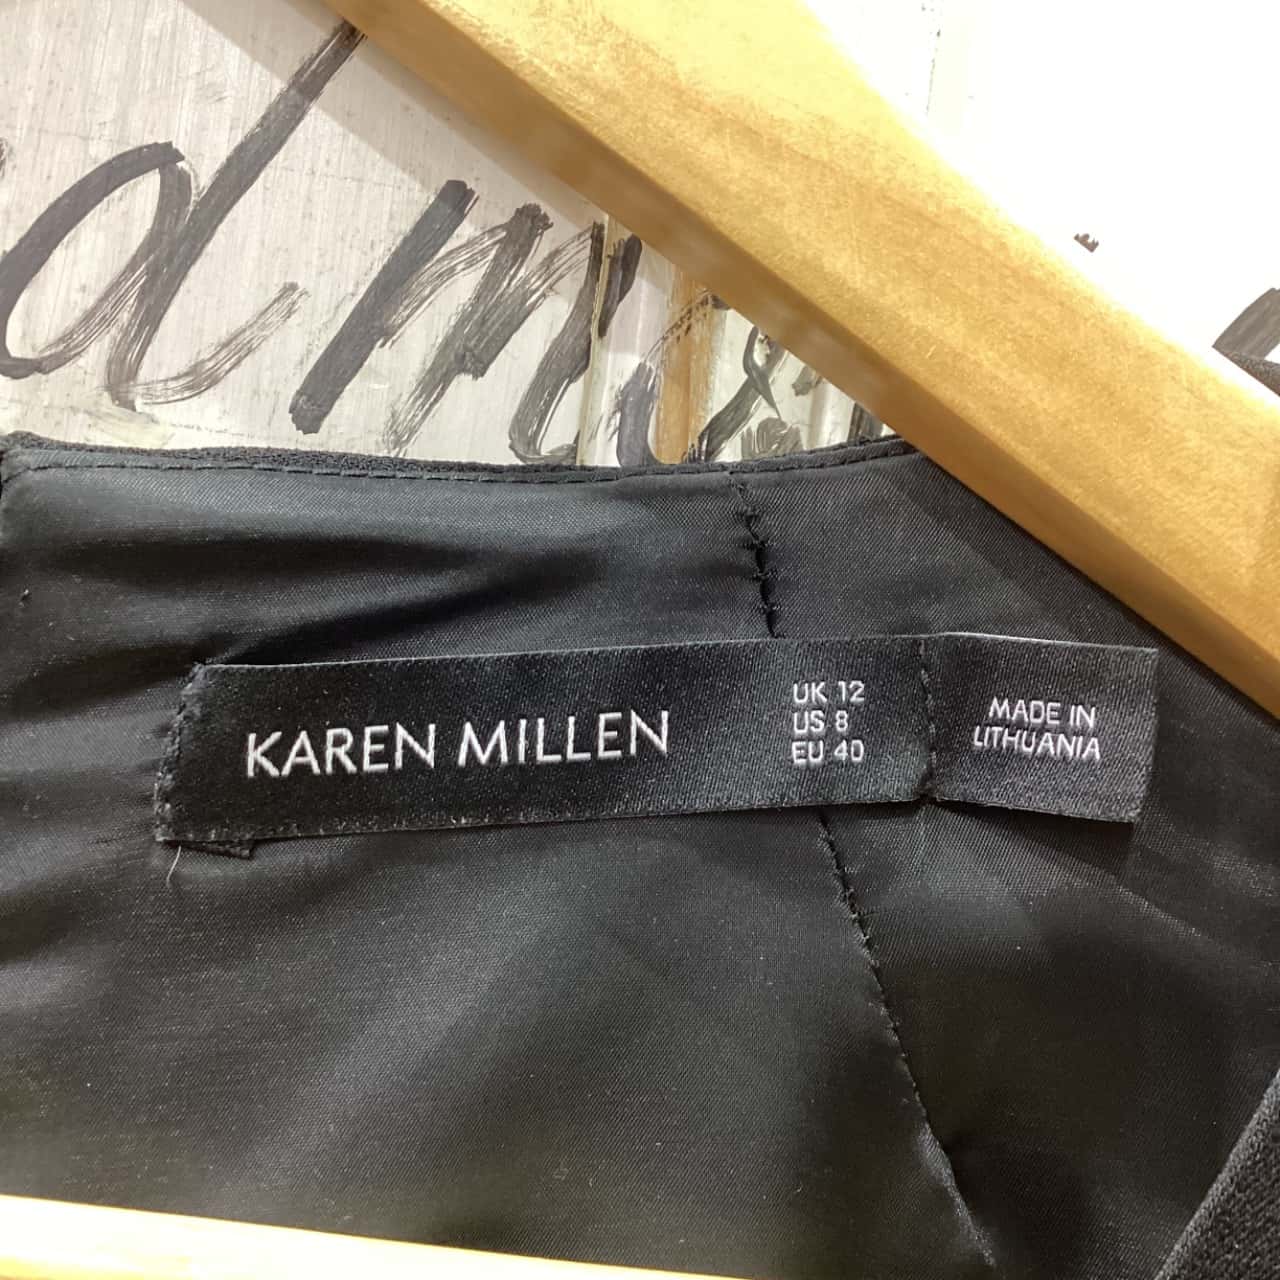 KAREN MILLEN
UK 12
US 8
EU 40
MADE IN
LITHUANIA